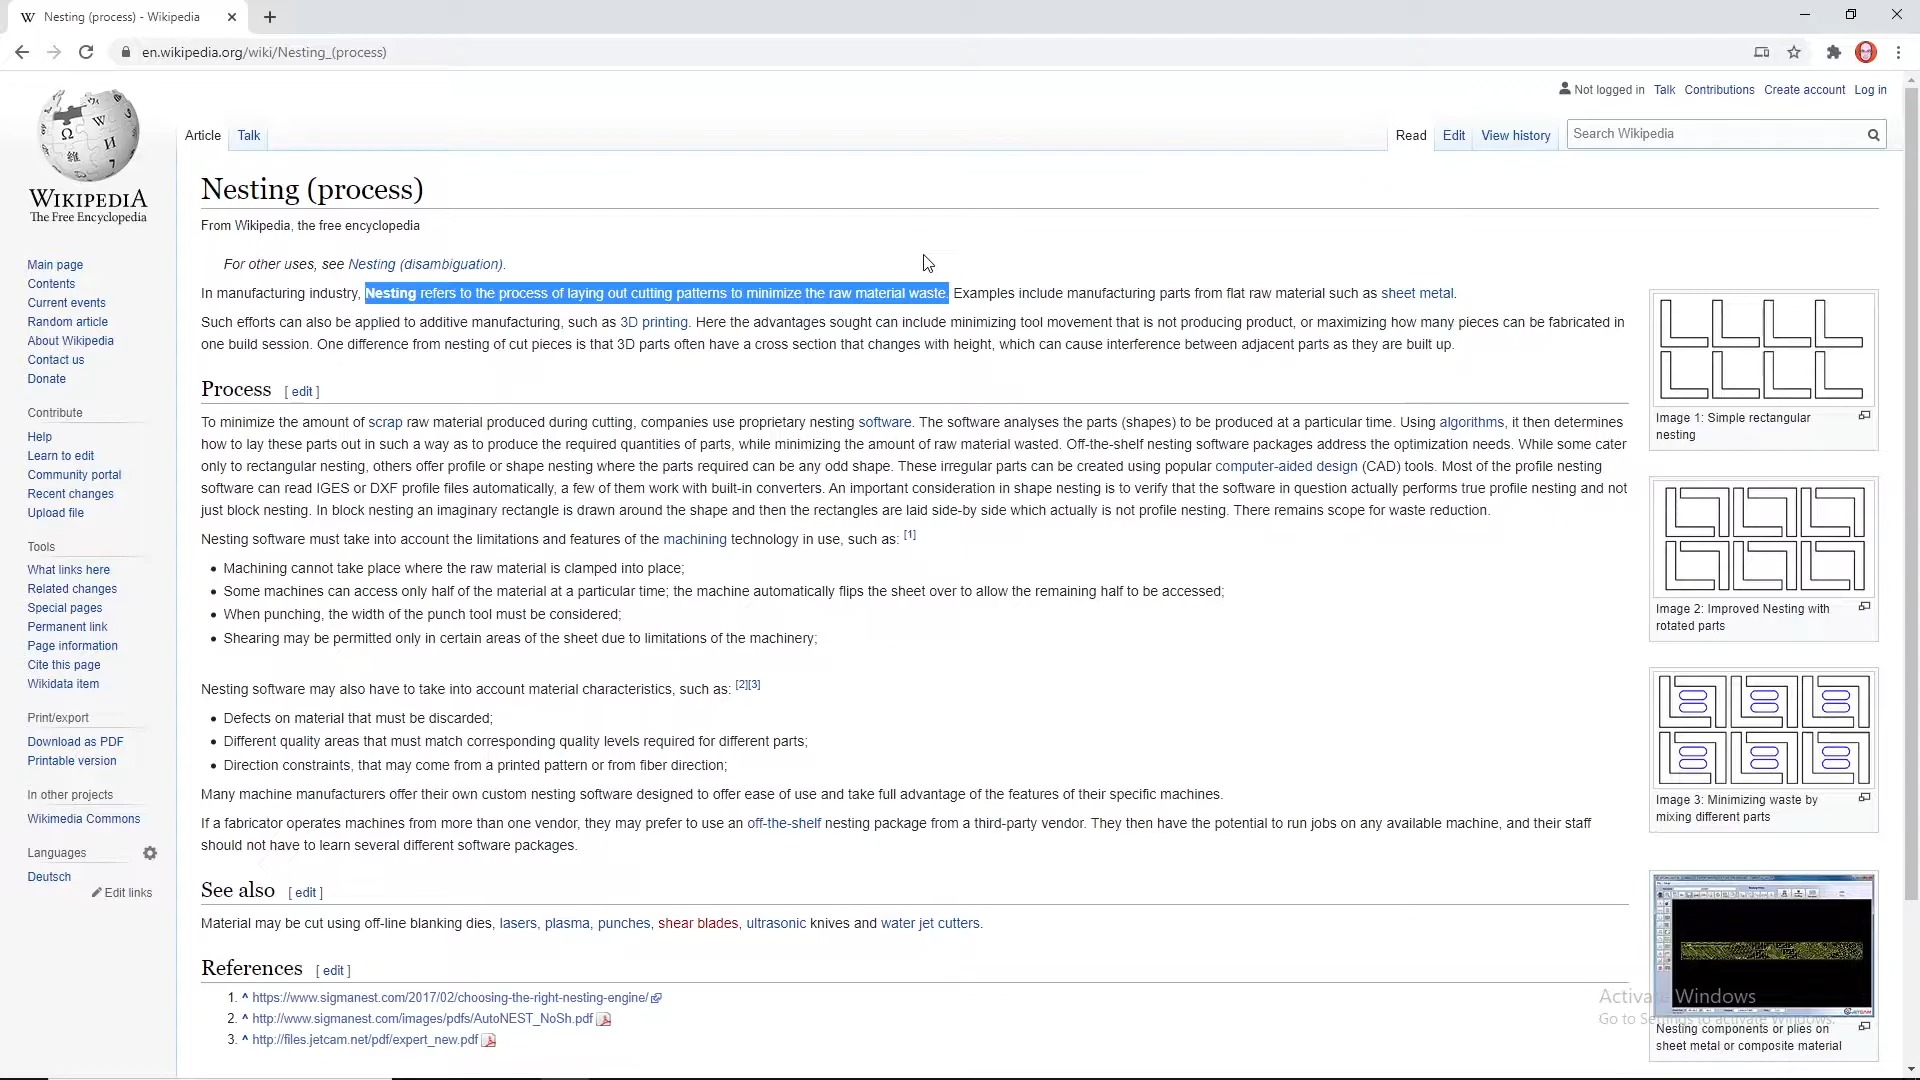 Nesting (process) - Wikipedia
en.wikipedia.org/wiki/Nesting_(process)
Not logged in Talk Contributions Create account Log in
Article Talk
Read Edit View history Search Wikipedia
WIKIPEDIA
The Free Encyclopedia
Main page
Contents
Current events
Random article
About Wikipedia
Contact us
Donate
Contribute
Help
Learn to edit
Community portal
Recent changes
Upload file
Tools
What links here
Related changes
Special pages
Permanent link
Page information
Cite this page
Wikidata item
Print/export
Download as PDF
Printable version
In other projects
Wikimedia Commons
Languages
Deutsch
Edit links
Nesting (process)
From Wikipedia, the free encyclopedia
For other uses, see Nesting (disambiguation).
In manufacturing industry, Nesting refers to the process of laying out cutting patterns to minimize the raw material waste. Examples include manufacturing parts from flat raw material such as sheet metal.
Such efforts can also be applied to additive manufacturing, such as 3D printing. Here the advantages sought can include minimizing tool movement that is not producing product, or maximizing how many pieces can be fabricated in
one build session. One difference from nesting of cut pieces is that 3D parts often have a cross section that changes with height, which can cause interference between adjacent parts as they are built up.
Process [ edit ]
To minimize the amount of scrap raw material produced during cutting, companies use proprietary nesting software. The software analyses the parts (shapes) to be produced at a particular time. Using algorithms, it then determines
how to lay these parts out in such a way as to produce the required quantities of parts, while minimizing the amount of raw material wasted. Off-the-shelf nesting software packages address the optimization needs. While some cater
only to rectangular nesting, others offer profile or shape nesting where the parts required can be any odd shape. These irregular parts can be created using popular computer-aided design (CAD) tools. Most of the profile nesting
software can read IGES or DXF profile files automatically, a few of them work with built-in converters. An important consideration in shape nesting is to verify that the software in question actually performs true profile nesting and not
just block nesting. In block nesting an imaginary rectangle is drawn around the shape and then the rectangles are laid side-by side which actually is not profile nesting. There remains scope for waste reduction.
Nesting software must take into account the limitations and features of the machining technology in use, such as: [1]
• Machining cannot take place where the raw material is clamped into place;
• Some machines can access only half of the material at a particular time; the machine automatically flips the sheet over to allow the remaining half to be accessed;
• When punching, the width of the punch tool must be considered;
• Shearing may be permitted only in certain areas of the sheet due to limitations of the machinery;
Nesting software may also have to take into account material characteristics, such as: [2][3]
• Defects on material that must be discarded;
• Different quality areas that must match corresponding quality levels required for different parts;
• Direction constraints, that may come from a printed pattern or from fiber direction;
Many machine manufacturers offer their own custom nesting software designed to offer ease of use and take full advantage of the features of their specific machines.
If a fabricator operates machines from more than one vendor, they may prefer to use an off-the-shelf nesting package from a third-party vendor. They then have the potential to run jobs on any available machine, and their staff
should not have to learn several different software packages.
See also [ edit ]
Material may be cut using off-line blanking dies, lasers, plasma, punches, shear blades, ultrasonic knives and water jet cutters.
References [ edit ]
1. ^ https://www.sigmanest.com/2017/02/choosing-the-right-nesting-engine/
2. ^ http://www.sigmanest.com/images/pdfs/AutoNEST_NoSh.pdf
3. ^ http://files.jetcam.net/pdf/expert_new.pdf
Image 1: Simple rectangular
nesting
Image 2: Improved Nesting with
rotated parts
Image 3: Minimizing waste by
mixing different parts
Activate Windows
Go to Settings to activate Windows.
Nesting components or plies on
sheet metal or composite material